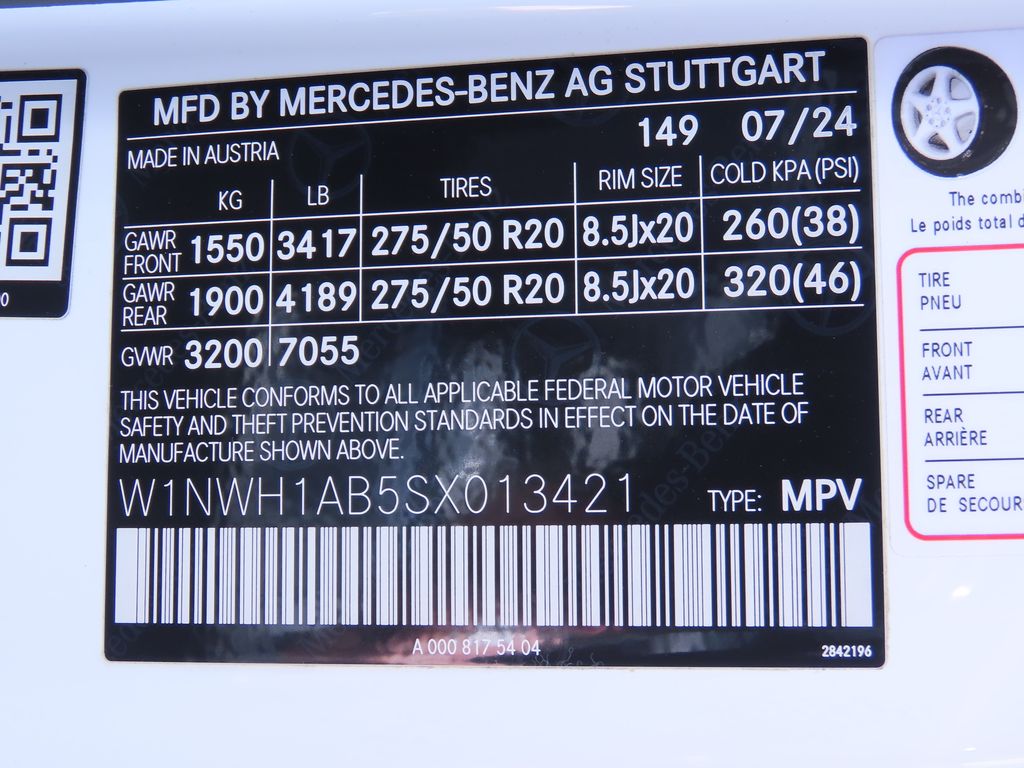 MFD BY MERCEDES-BENZ AG STUTTGART
149 07/24
MADE IN AUSTRIA
KG LB TIRES RIM SIZE COLD KPA (PSI)
GAWR FRONT 1550 3417 275/50 R20 8.5Jx20 260(38)
GAWR REAR 1900 4189 275/50 R20 8.5Jx20 320(46)
GVWR 3200 7055
THIS VEHICLE CONFORMS TO ALL APPLICABLE FEDERAL MOTOR VEHICLE
SAFETY AND THEFT PREVENTION STANDARDS IN EFFECT ON THE DATE OF
MANUFACTURE SHOWN ABOVE.
W1NWH1AB5SX013421 TYPE: MPV
A 000 817 54 04
2842196
The
Le poids total
TIRE
PNEU
FRONT
AVANT
REAR
ARRIÈRE
SPARE
DE